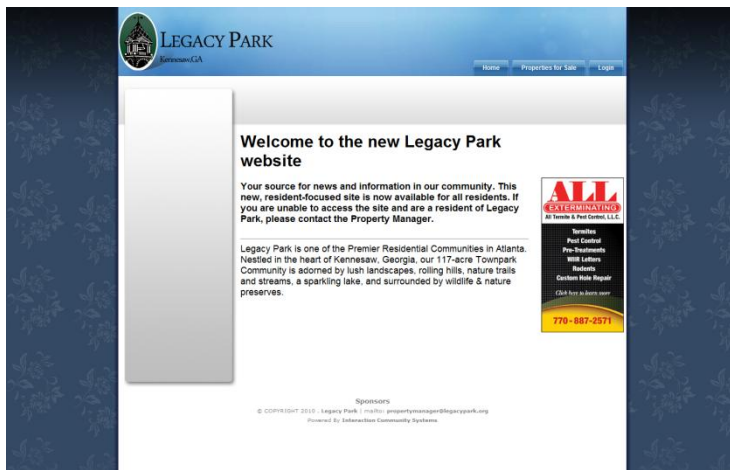 LEGACY PARK
Kennesaw,GA
Home Properties for Sale Login
Welcome to the new Legacy Park
website
Your source for news and information in our community. This
new, resident-focused site is now available for all residents. If
you are unable to access the site and are a resident of Legacy
Park, please contact the Property Manager.
Legacy Park is one of the Premier Residential Communities in Atlanta.
Nestled in the heart of Kennesaw, Georgia, our 117-acre Townpark
Community is adorned by lush landscapes, rolling hills, nature trails
and streams, a sparkling lake, and surrounded by wildlife & nature
preserves.
ALL
EXTERMINATING
All Termite & Pest Control, L.L.C.
Termites
Pest Control
Pre-Treatments
WIIR Letters
Rodents
Custom Hole Repair
Click here to learn more
770-887-2571
Sponsors
© COPYRIGHT 2010 . Legacy Park | mailto: propertymanager@legacypark.org
Powered By Interaction Community Systems